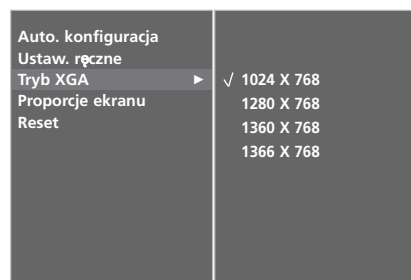 Auto. konfiguracja
Ustaw. ręczne
Tryb XGA ►
Proporcje ekranu
Reset
√ 1024 X 768
1280 X 768
1360 X 768
1366 X 768